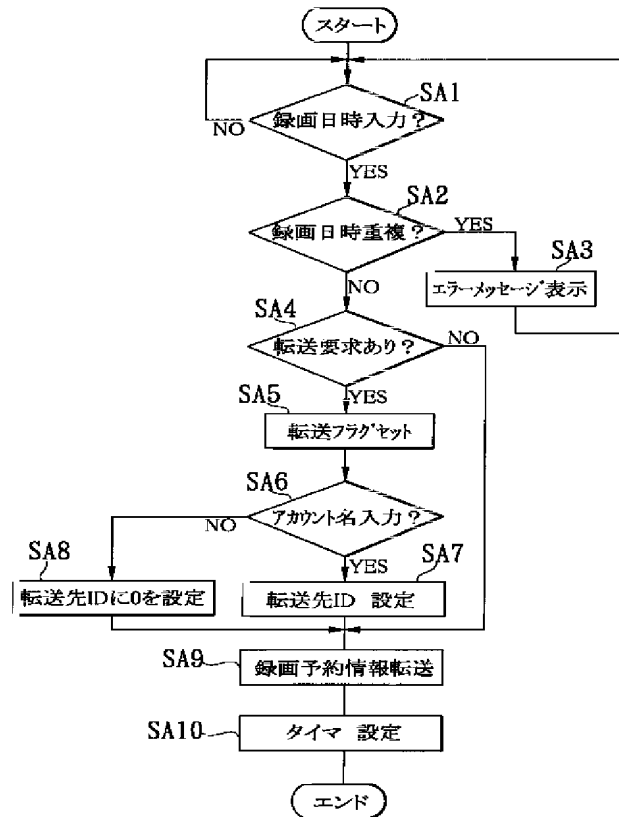 スタート
SA1
録画日時入力?
NO
YES
SA2
録画日時重複?
YES
SA3
エラーメッセージ表示
NO
SA4
転送要求あり?
NO
YES
SA5
転送フラグセット
SA6
アカウント名入力?
NO
YES
SA8
転送先IDに0を設定
SA7
転送先ID 設定
SA9
録画予約情報転送
SA10
タイマ 設定
エンド